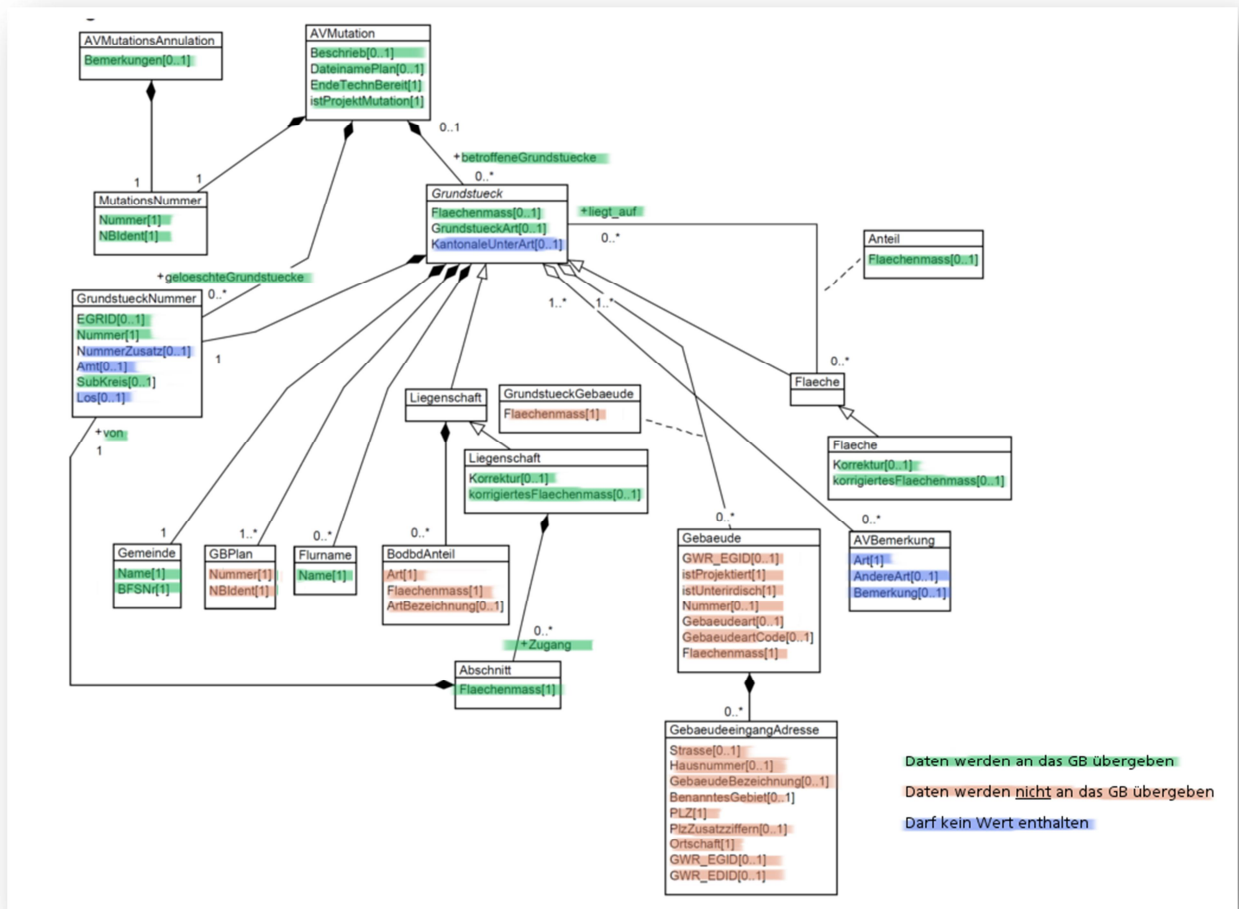 AVMutationsAnnulation
Bemerkungen[0..1]
AVMutation
Beschrieb[0..1]
DateinamePlan[0..1]
EndeTechnBereit[1]
istProjektMutation[1]
0..1
+betroffeneGrundstuecke
0..*
1
1
MutationsNummer
Nummer[1]
NBIdent[1]
Grundstueck
Flaechenmass[0..1]
GrundstueckArt[0..1]
KantonaleUnterArt[0..1]
+liegt_auf
0..*
Anteil
Flaechenmass[0..1]
+geloeschteGrundstuecke
0..*
GrundstueckNummer
EGRID[0..1]
Nummer[1]
NummerZusatz[0..1]
Amt[0..1]
SubKreis[0..1]
Los[0..1]
1
1..*
1..*
0..*
Flaeche
+von
1
Liegenschaft
GrundstueckGebaeude
Flaechenmass[1]
Liegenschaft
Korrektur[0..1]
korrigiertesFlaechenmass[0..1]
Flaeche
Korrektur[0..1]
korrigiertesFlaechenmass[0..1]
1
1..*
0..*
0..*
0..*
0..*
Gemeinde
Name[1]
BFSNr[1]
GBPlan
Nummer[1]
NBIdent[1]
Flurname
Name[1]
BodbdAnteil
Art[1]
Flaechenmass[1]
ArtBezeichnung[0..1]
Gebaeude
GWR_EGID[0..1]
istProjektiert[1]
istUnterirdisch[1]
Nummer[0..1]
Gebaeudeart[0..1]
GebaeudeartCode[0..1]
Flaechenmass[1]
AVBemerkung
Art[1]
AndereArt[0..1]
Bemerkung[0..1]
0..*
+Zugang
Abschnitt
Flaechenmass[1]
0..*
GebaeudeeingangAdresse
Strasse[0..1]
Hausnummer[0..1]
GebaeudeBezeichnung[0..1]
BenanntesGebiet[0..1]
PLZ[1]
PlzZusatzziffern[0..1]
Ortschaft[1]
GWR_EGID[0..1]
GWR_EDID[0..1]
Daten werden an das GB übergeben
Daten werden nicht an das GB übergeben
Darf kein Wert enthalten